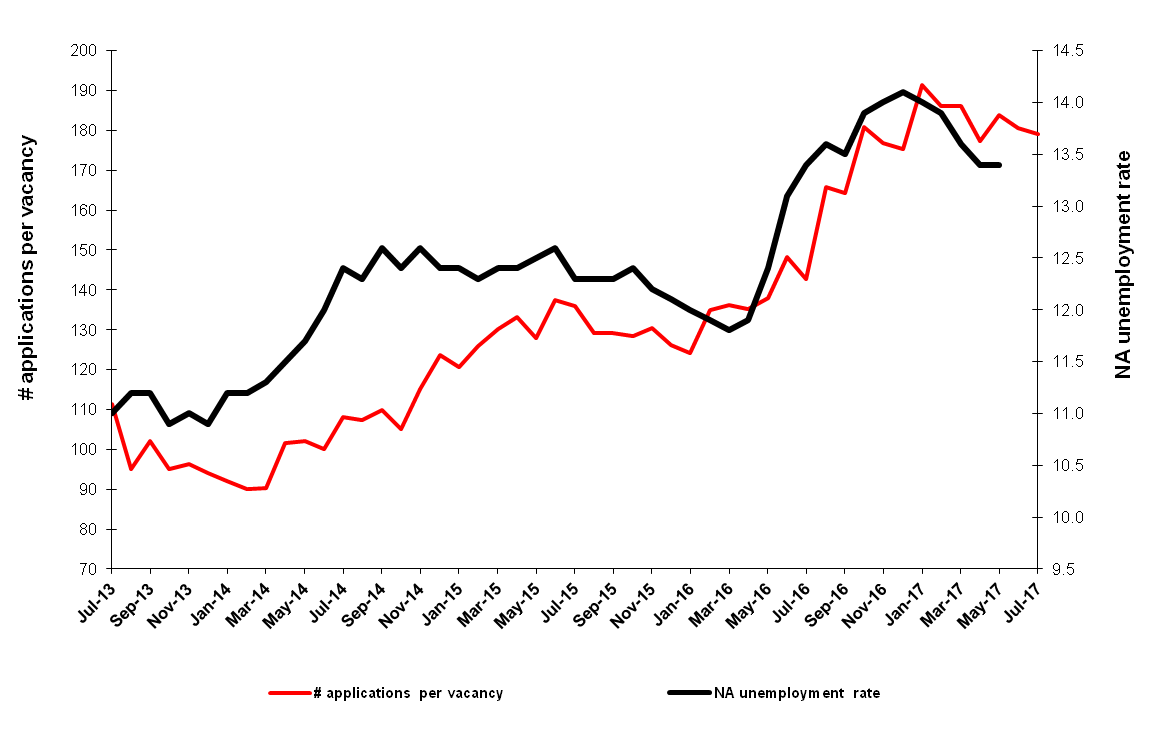 # applications per vacancy
200
190
180
170
160
150
140
130
120
110
100
90
80
70
14.5
14.0
13.5
13.0
12.5
12.0
11.5
11.0
10.5
10.0
9.5
NA unemployment rate
Jul-13
Sep-13
Nov-13
Jan-14
Mar-14
May-14
Jul-14
Sep-14
Nov-14
Jan-15
Mar-15
May-15
Jul-15
Sep-15
Nov-15
Jan-16
Mar-16
May-16
Jul-16
Sep-16
Nov-16
Jan-17
Mar-17
May-17
Jul-17
# applications per vacancy
NA unemployment rate